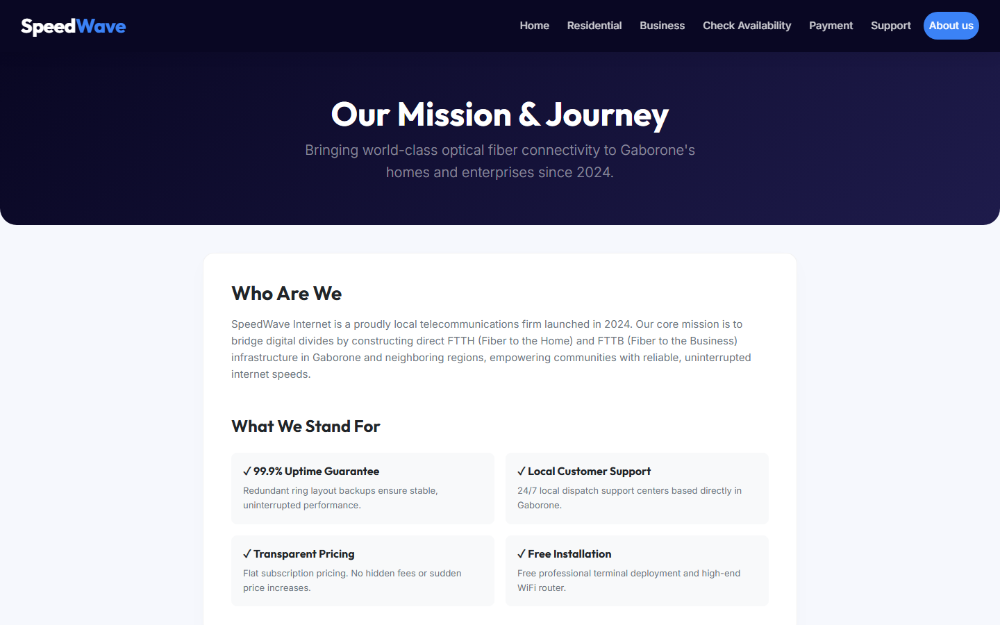 SpeedWave
Home Residential Business Check Availability Payment Support About us
Our Mission & Journey
Bringing world-class optical fiber connectivity to Gaborone's
homes and enterprises since 2024.
Who Are We
SpeedWave Internet is a proudly local telecommunications firm launched in 2024. Our core mission is to
bridge digital divides by constructing direct FTTH (Fiber to the Home) and FTTB (Fiber to the Business)
infrastructure in Gaborone and neighboring regions, empowering communities with reliable, uninterrupted
internet speeds.
What We Stand For
✓ 99.9% Uptime Guarantee
Redundant ring layout backups ensure stable,
uninterrupted performance.
✓ Local Customer Support
24/7 local dispatch support centers based directly in
Gaborone.
✓ Transparent Pricing
Flat subscription pricing. No hidden fees or sudden
price increases.
✓ Free Installation
Free professional terminal deployment and high-end
WiFi router.